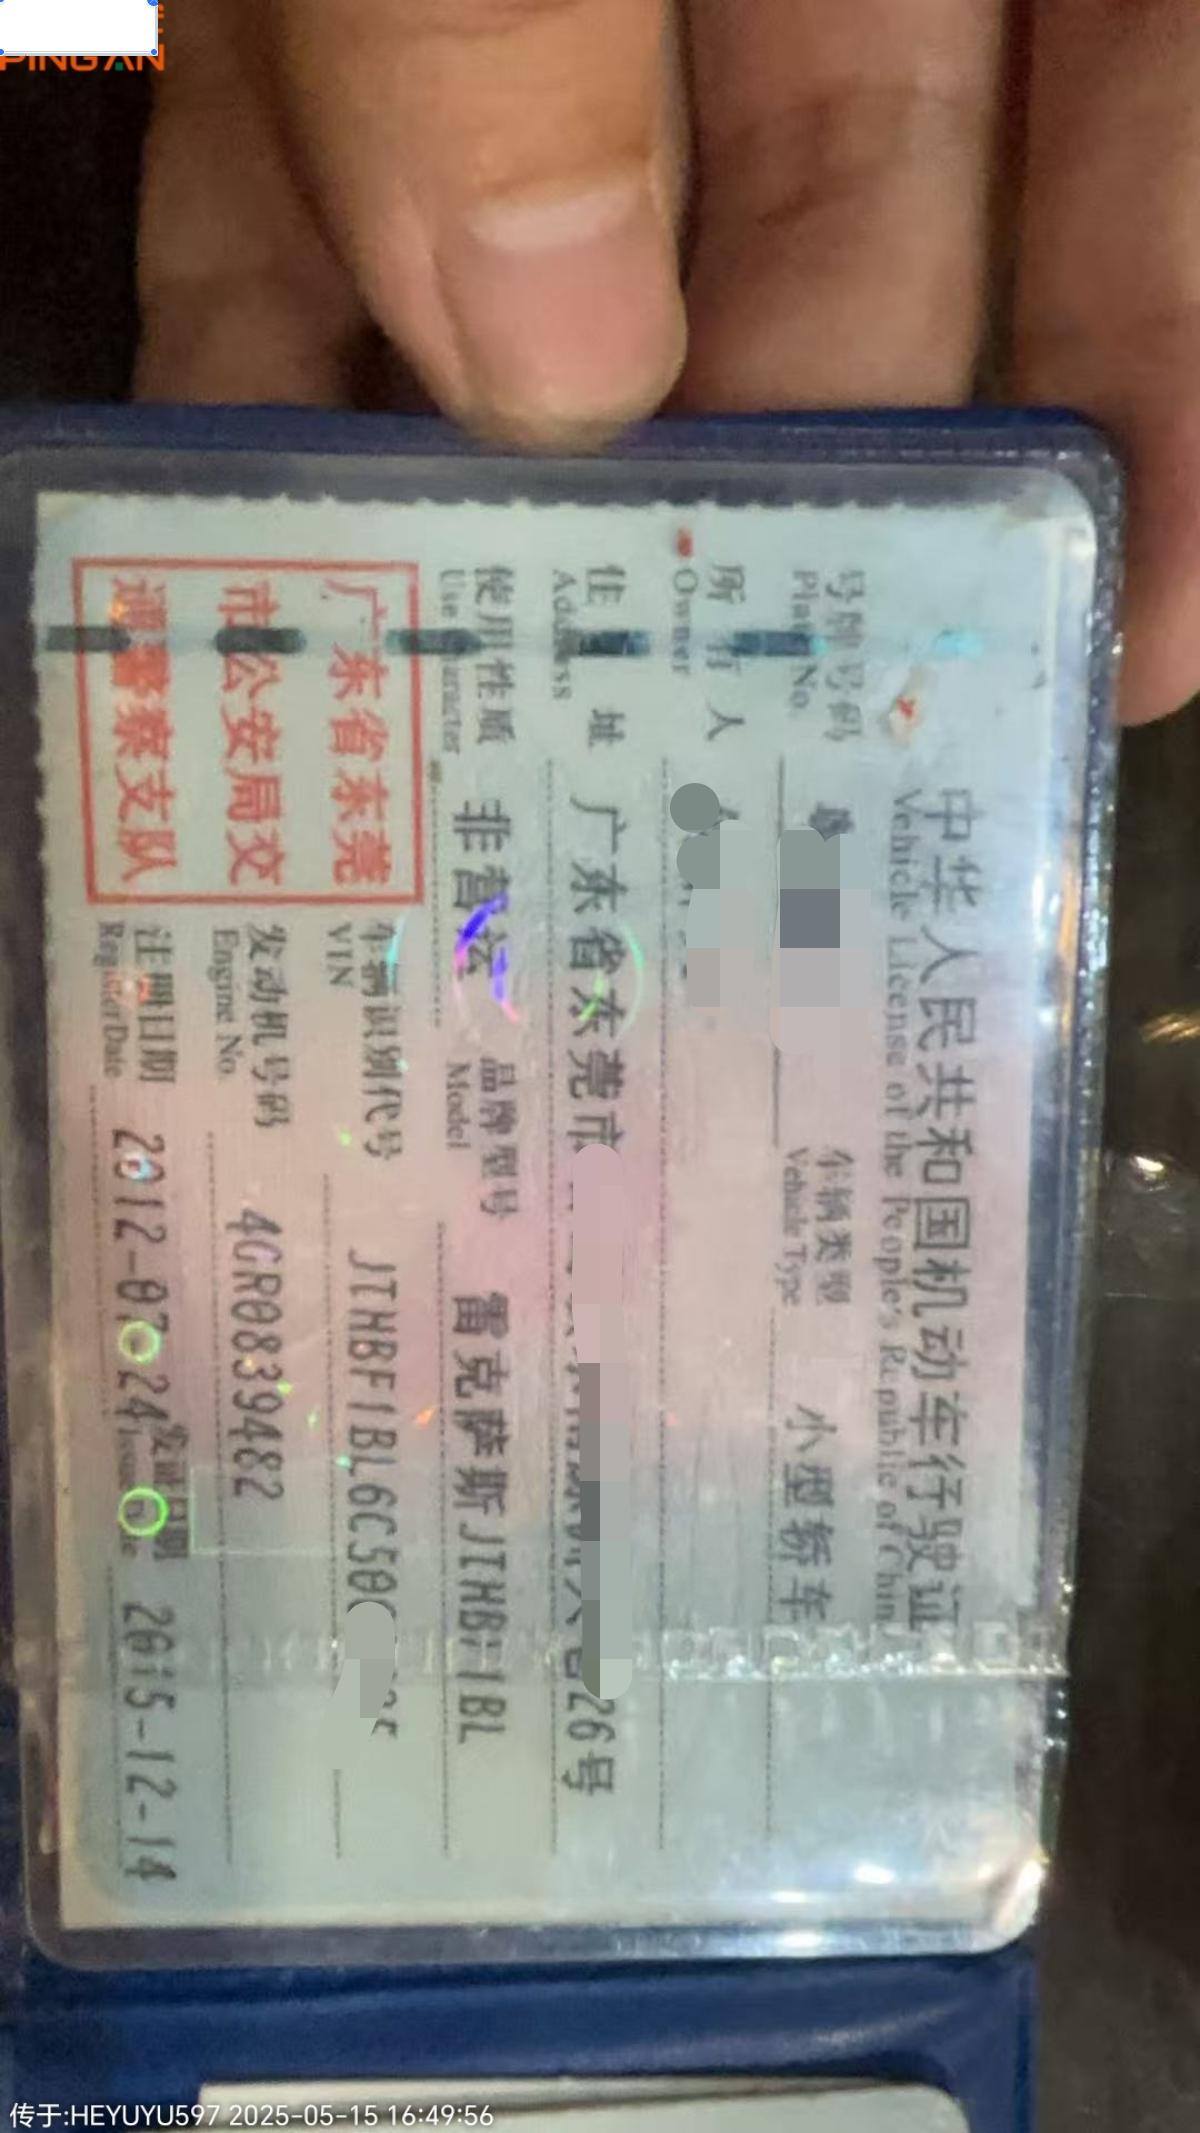 PINGAN
中华人民共和国机动车行驶证
Vehicle License of the People's Republic of China
号牌号码
Plate No.
车辆类型
Vehicle Type
小型轿车
所有人
Owner
住址
Address
广东省东莞市
26号
使用性质
Use Character
非营运
品牌型号
Model
雷克萨斯JTHBF1BL
广东省东莞
市公安局交
通警察支队
车辆识别代号
VIN
JTHBF1BL6C50
发动机号码
Engine No.
4GR0839482
注册日期
Register Date
2012-07-24
发证日期
Issue Date
2015-12-14
传于:HEYUYU597 2025-05-15 16:49:56